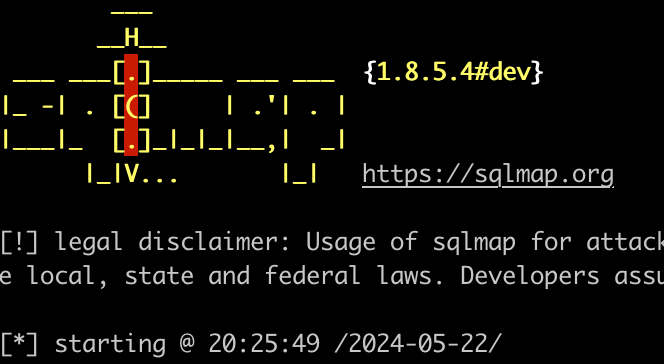 ___
       __H__
 ___ ___[.]_____ ___ ___  {1.8.5.4#dev}
|_ -| . [(]     | .'| . |
|___|_  [.]_|_|_|__,|  _|
      |_|V...       |_|   https://sqlmap.org
[!] legal disclaimer: Usage of sqlmap for attack
e local, state and federal laws. Developers assu
[*] starting @ 20:25:49 /2024-05-22/